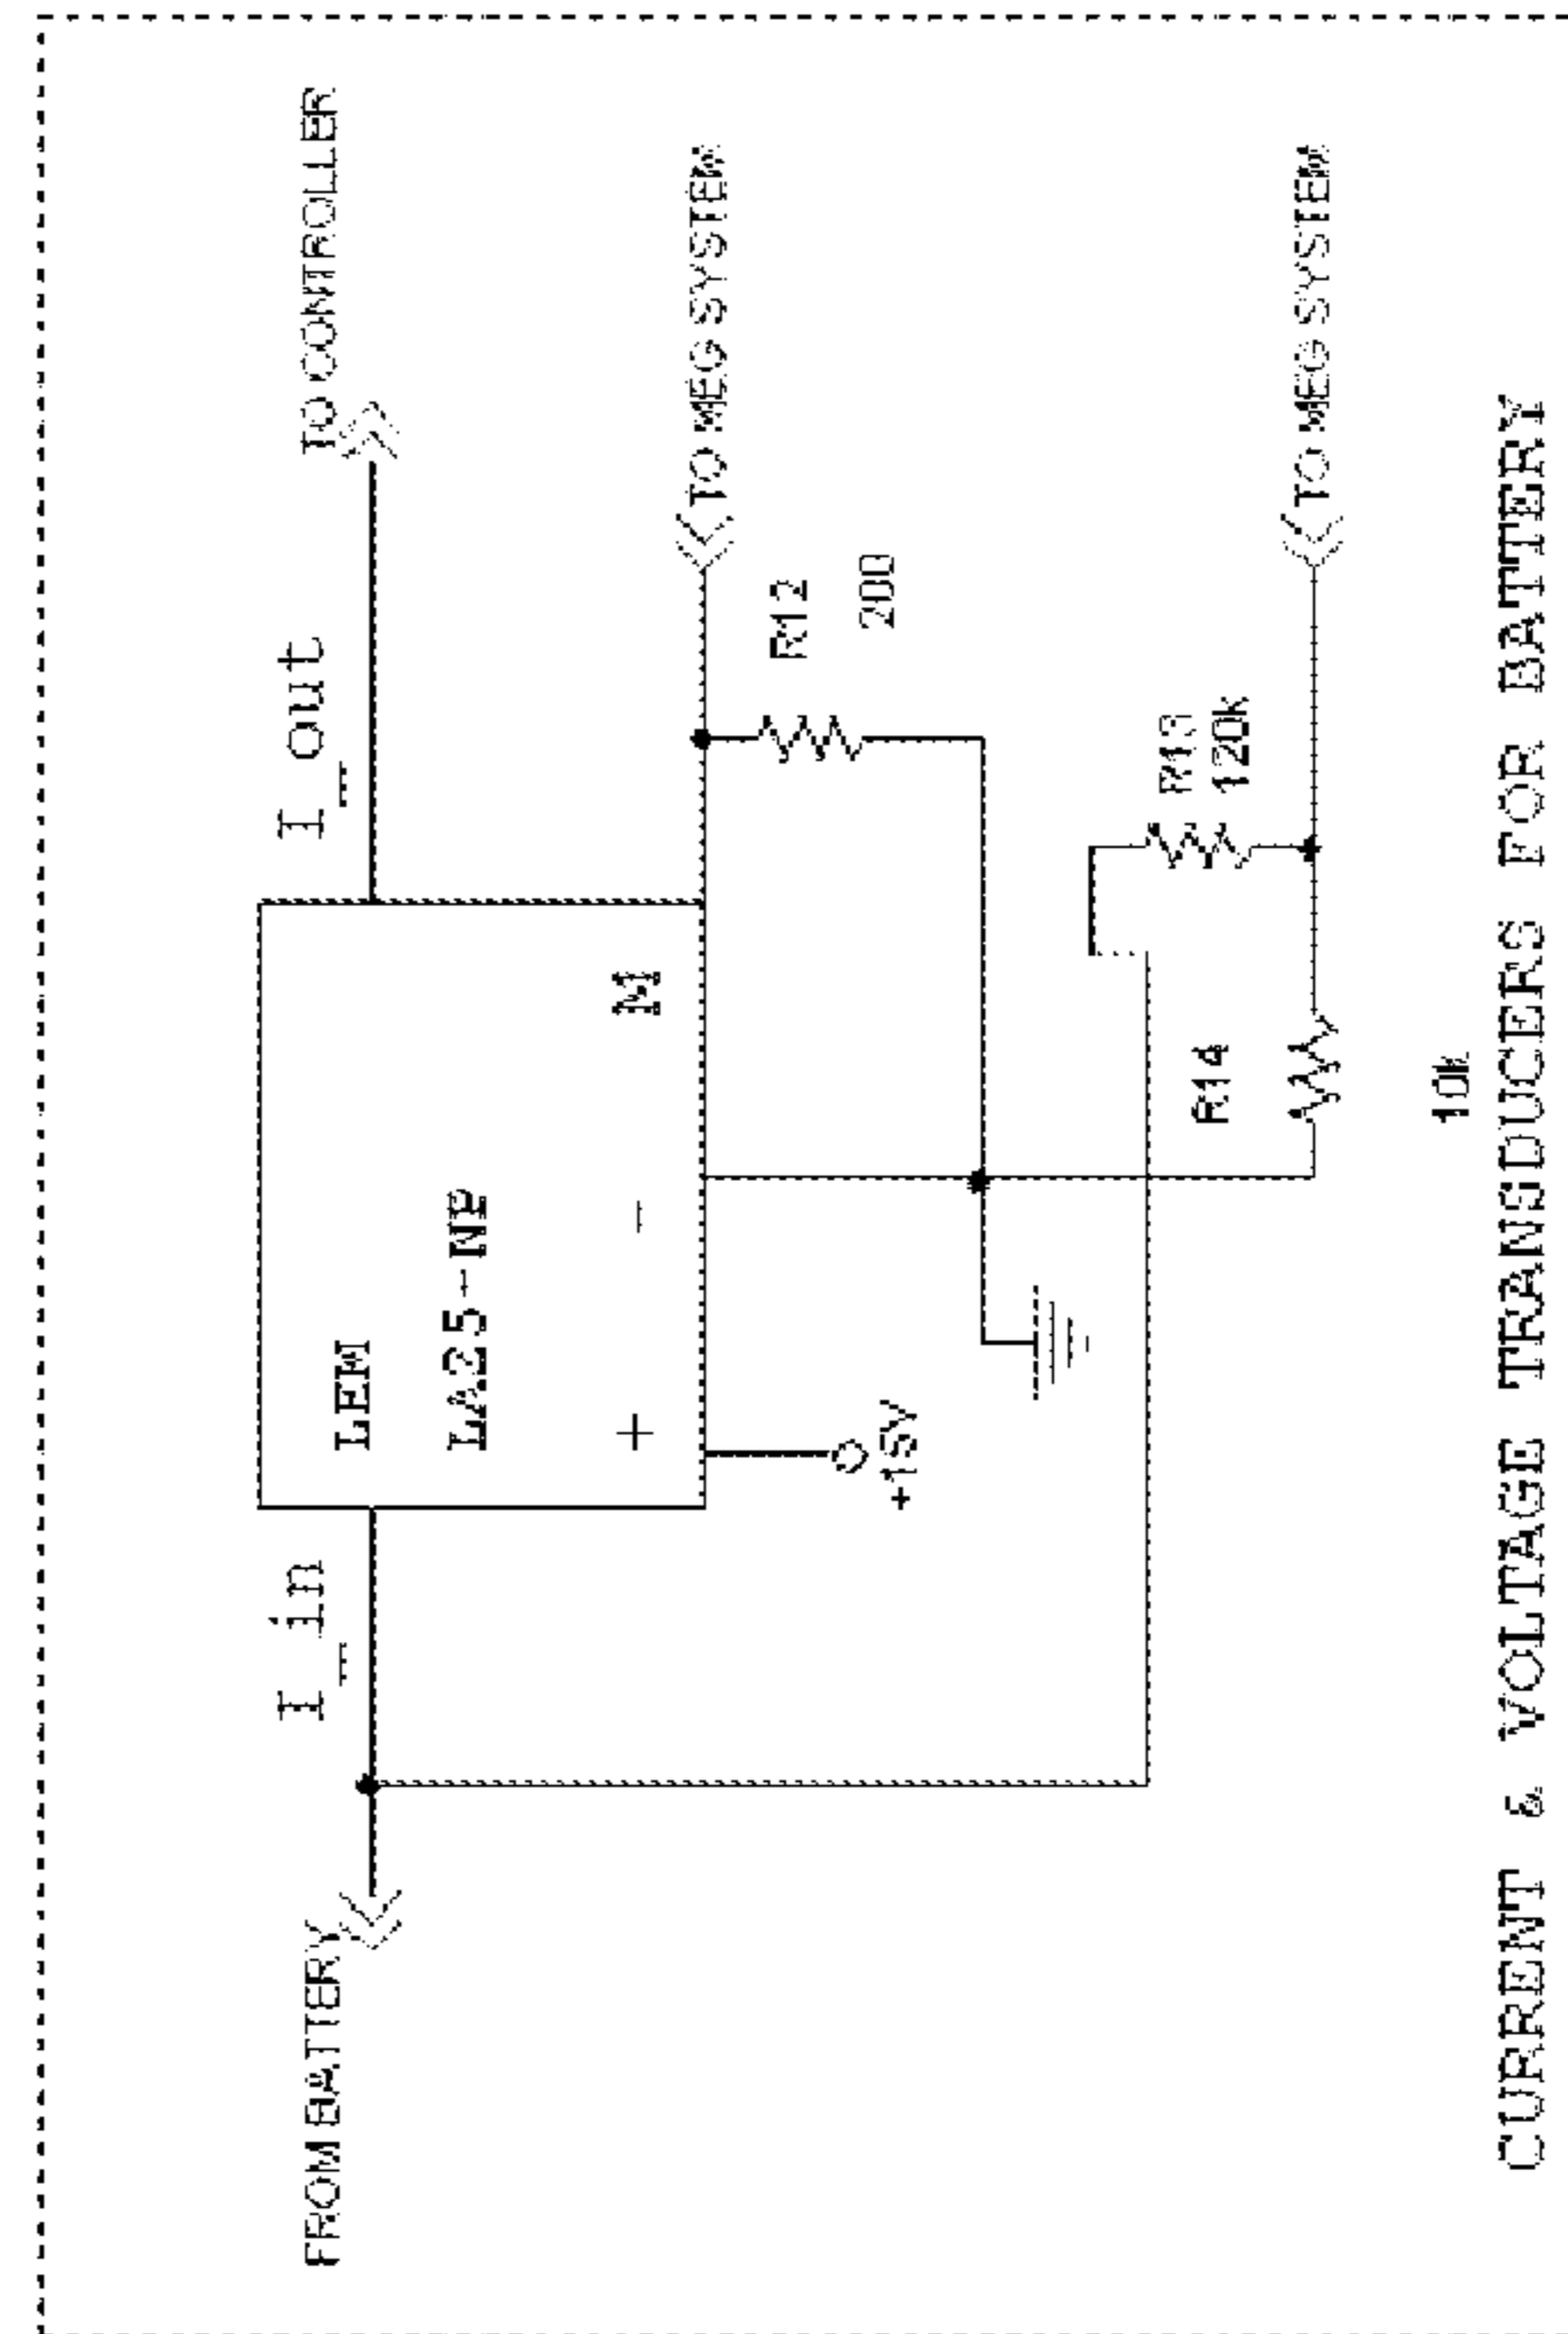 FROM BATTERY
I_in
I_out
TO CONTROLLER
LEM
LA25-NP
+
-
M
TO MEG SYSTEM
R12
200
+15V
R13
120k
R14
TO MEG SYSTEM
10k
CURRENT & VOLTAGE TRANSDUCERS FOR BATTERY